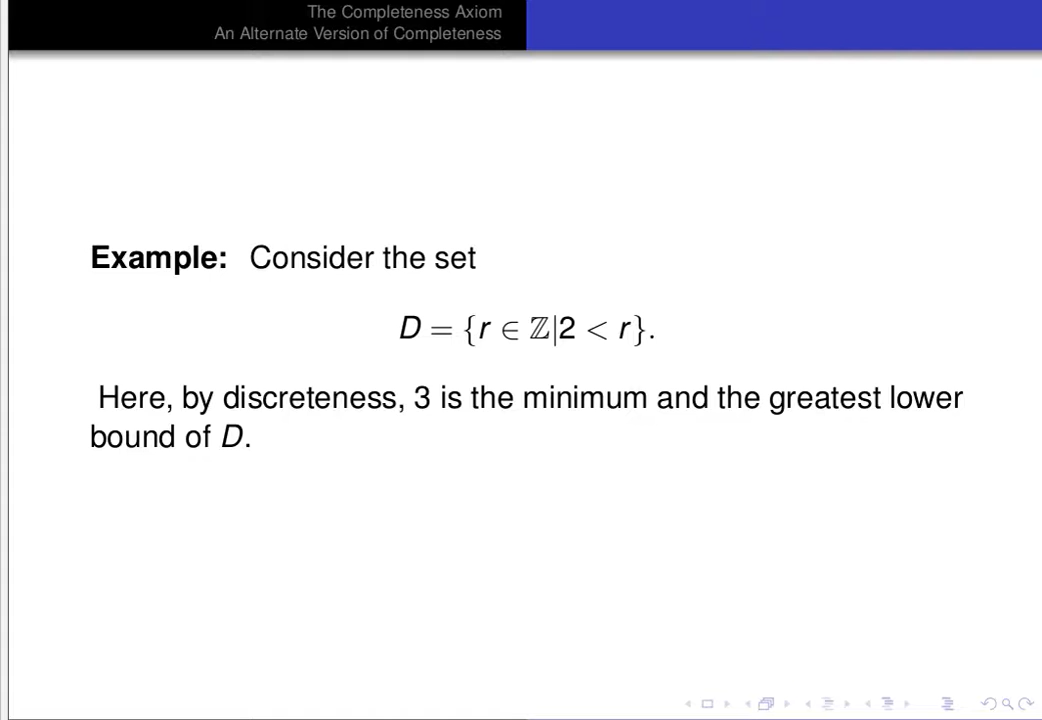 The Completeness Axiom
An Alternate Version of Completeness
Example: Consider the set
D = {r ∈ ℤ|2 < r}.
Here, by discreteness, 3 is the minimum and the greatest lower
bound of D.